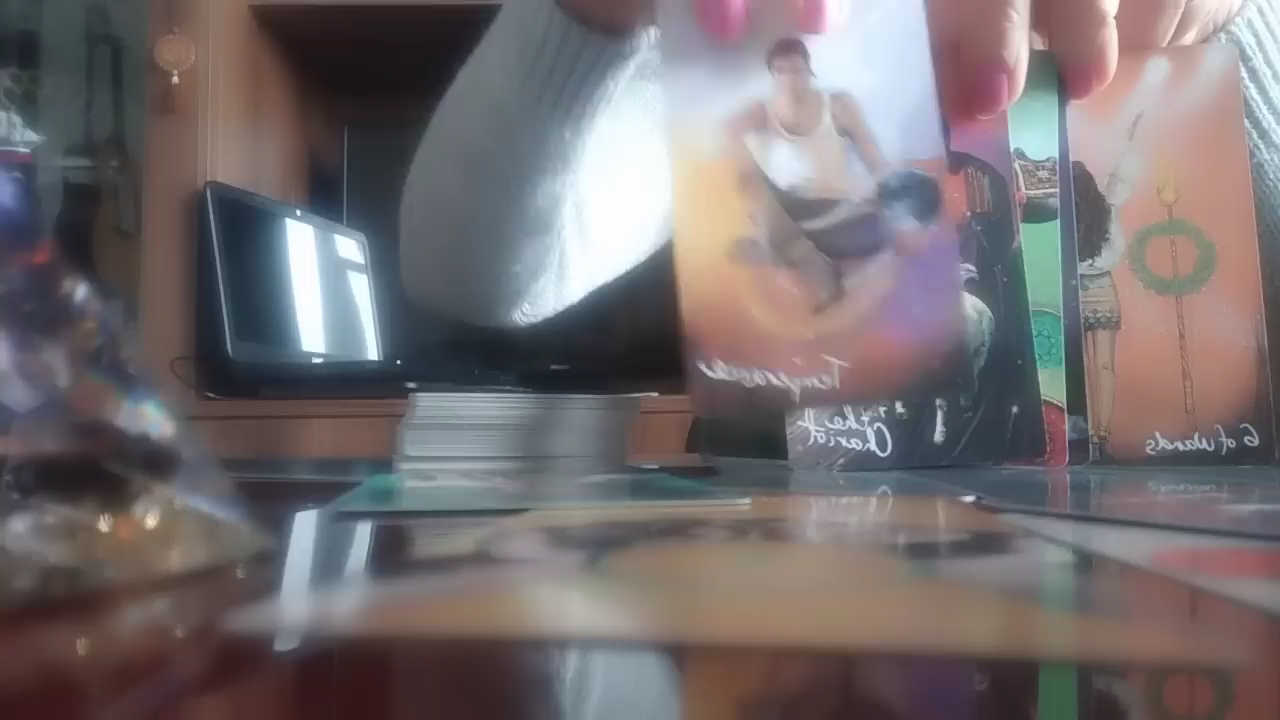 Temperance
the
Chariot
6 of Wands